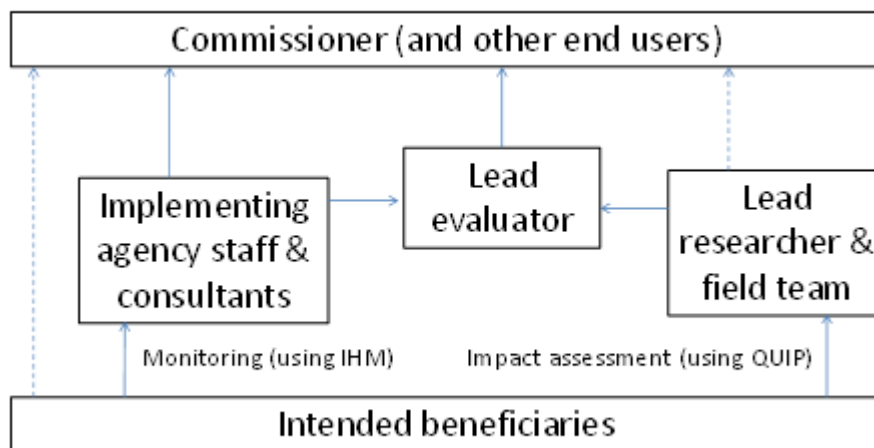 Commissioner (and other end users)
Implementing
agency staff &
consultants
Lead
evaluator
Lead
researcher &
field team
Monitoring (using IHM)
Impact assessment (using QUIP)
Intended beneficiaries